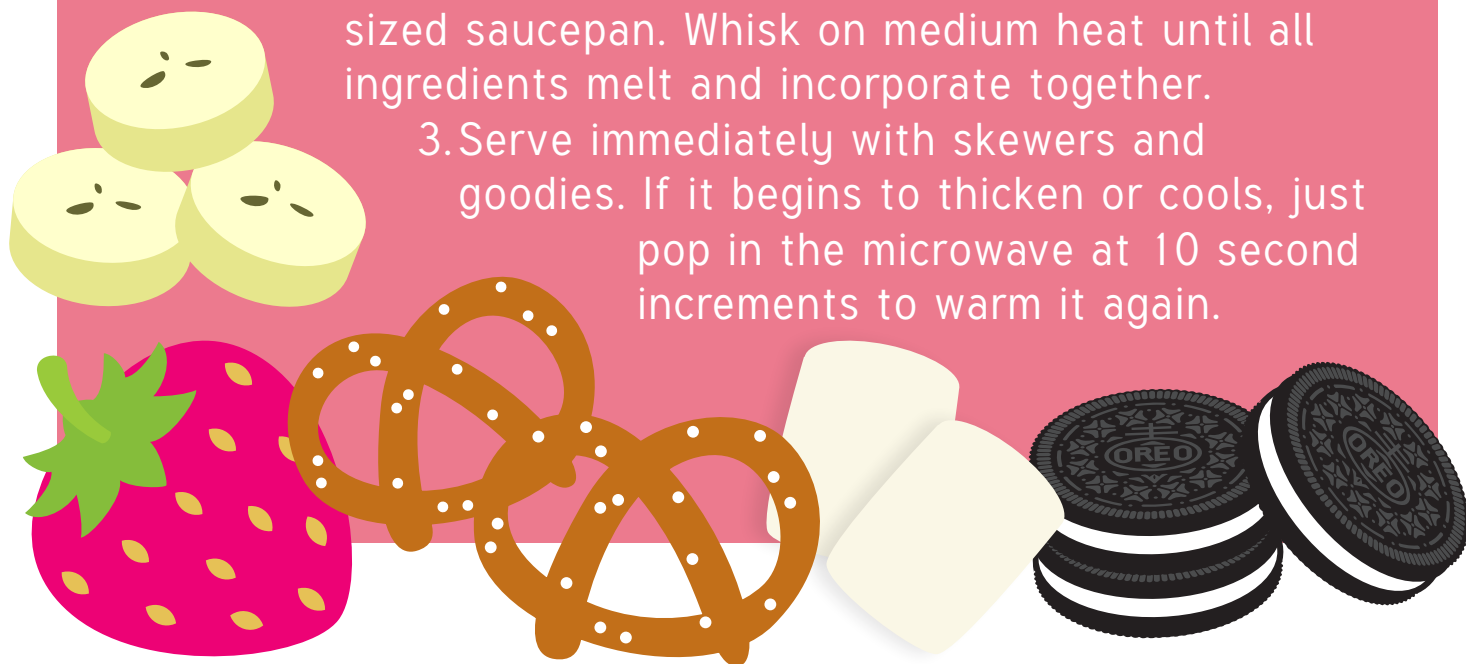 sized saucepan. Whisk on medium heat until all
ingredients melt and incorporate together.
3. Serve immediately with skewers and
goodies. If it begins to thicken or cools, just
pop in the microwave at 10 second
increments to warm it again.
OREO
OREO